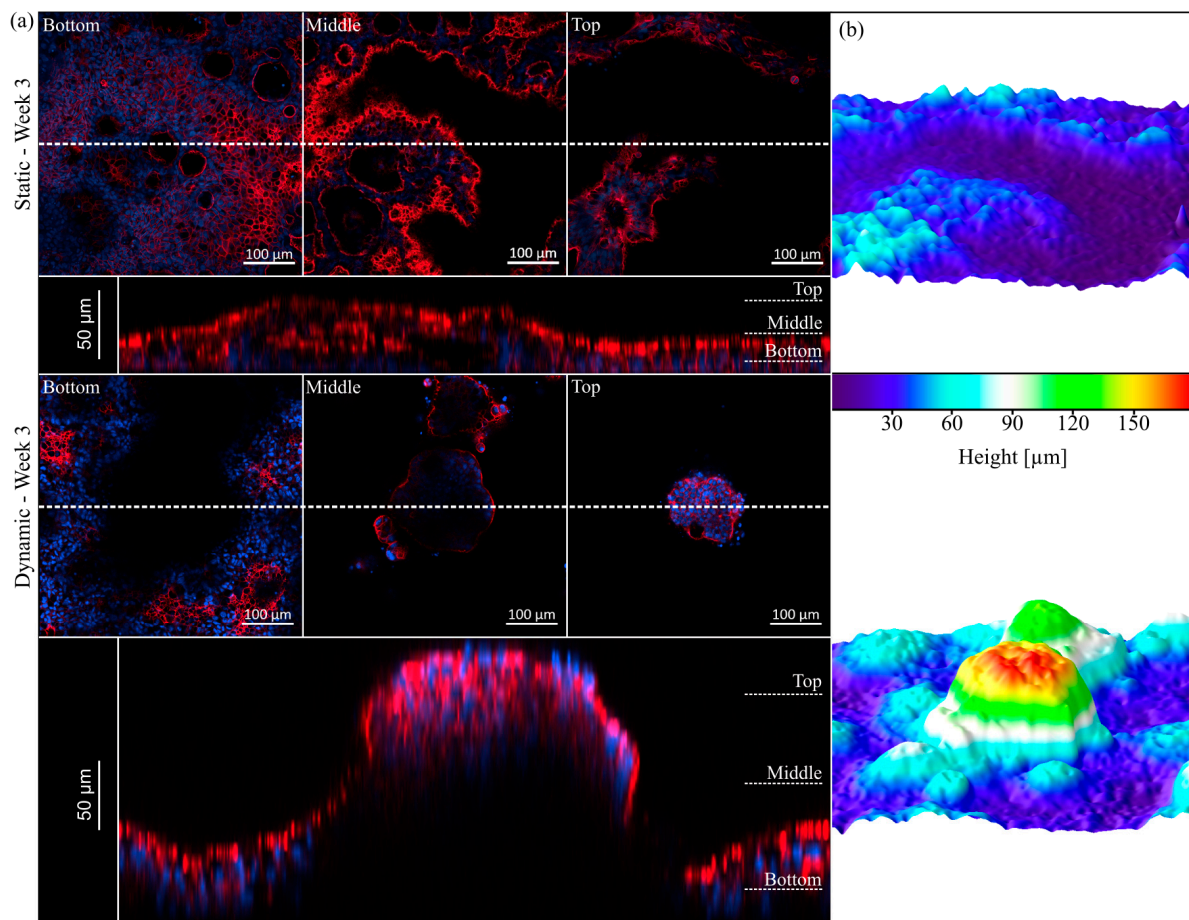 (a)
Static - Week 3
Bottom
Middle
Top
100 µm
100 µm
100 µm
50 µm
Top
Middle
Bottom
Dynamic - Week 3
Bottom
Middle
Top
100 µm
100 µm
100 µm
50 µm
Top
Middle
Bottom
(b)
30 60 90 120 150
Height [µm]